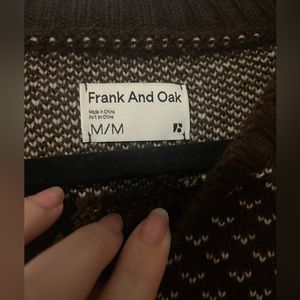 Frank And Oak
Made in China
Fait en Chine
M/M